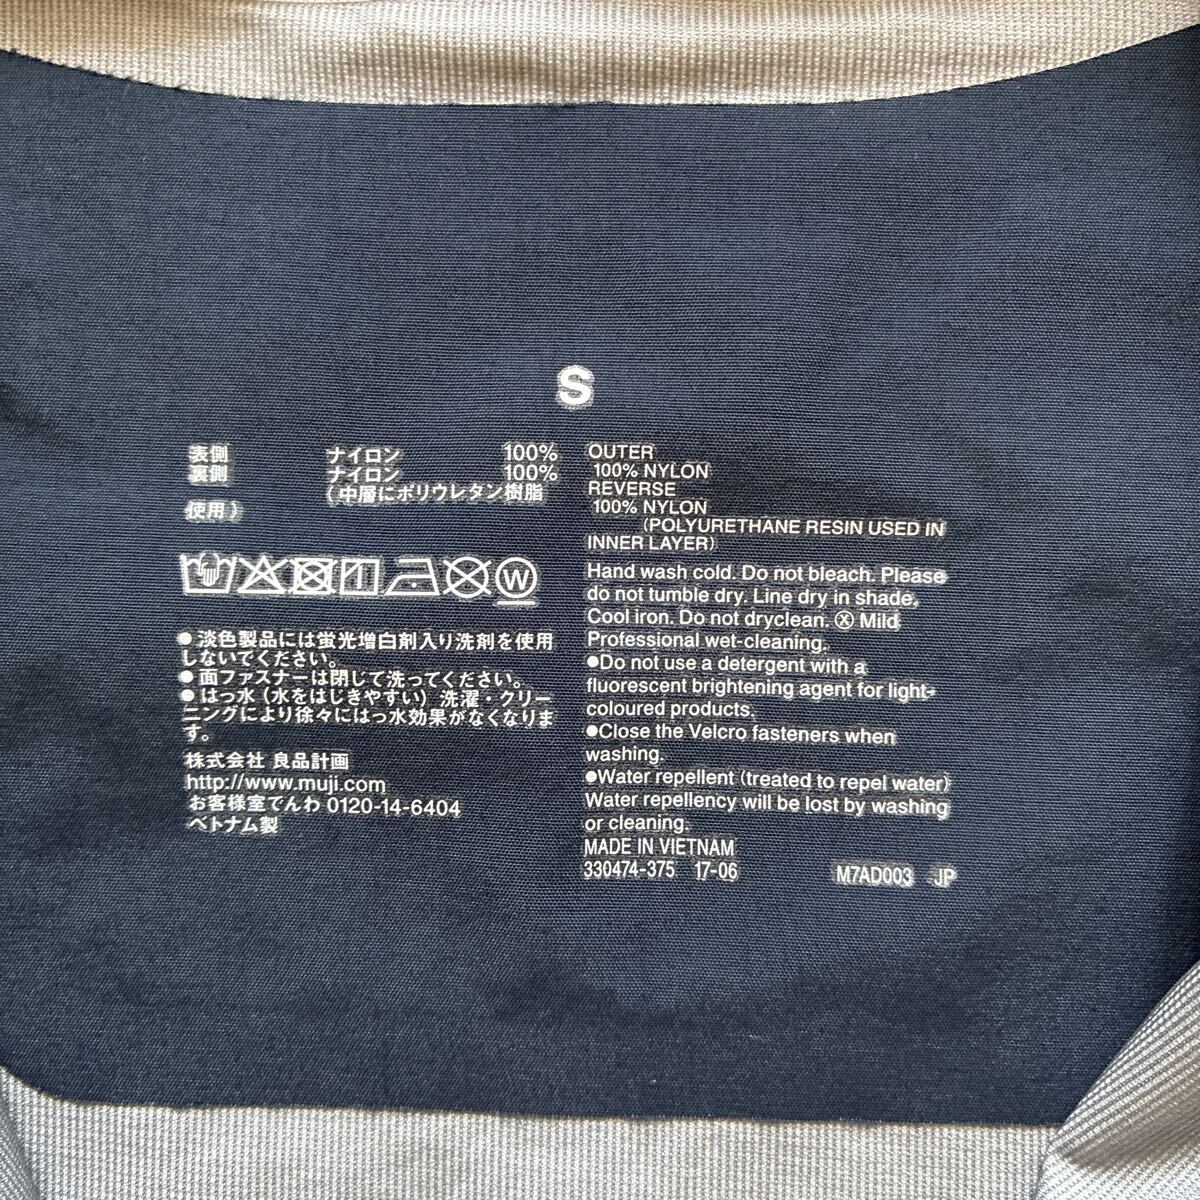 S
表側 ナイロン 100%
裏側 ナイロン 100%
(中層にポリウレタン樹脂
使用)
W
● 淡色製品には蛍光増白剤入り洗剤を使用
しないでください。
● 面ファスナーは閉じて洗ってください。
● はっ水 (水をはじきやすい) 洗濯・クリー
ニングにより徐々にはっ水効果がなくなりま
す。
株式会社 良品計画
http://www.muji.com
お客様室でんわ 0120-14-6404
ベトナム製
OUTER
100% NYLON
REVERSE
100% NYLON
(POLYURETHANE RESIN USED IN
INNER LAYER)
Hand wash cold. Do not bleach. Please
do not tumble dry. Line dry in shade.
Cool iron. Do not dryclean. Ⓧ Mild
Professional wet-cleaning.
●Do not use a detergent with a
fluorescent brightening agent for light-
coloured products.
●Close the Velcro fasteners when
washing.
●Water repellent (treated to repel water)
Water repellency will be lost by washing
or cleaning.
MADE IN VIETNAM
330474-375 17-06 M7AD003 JP